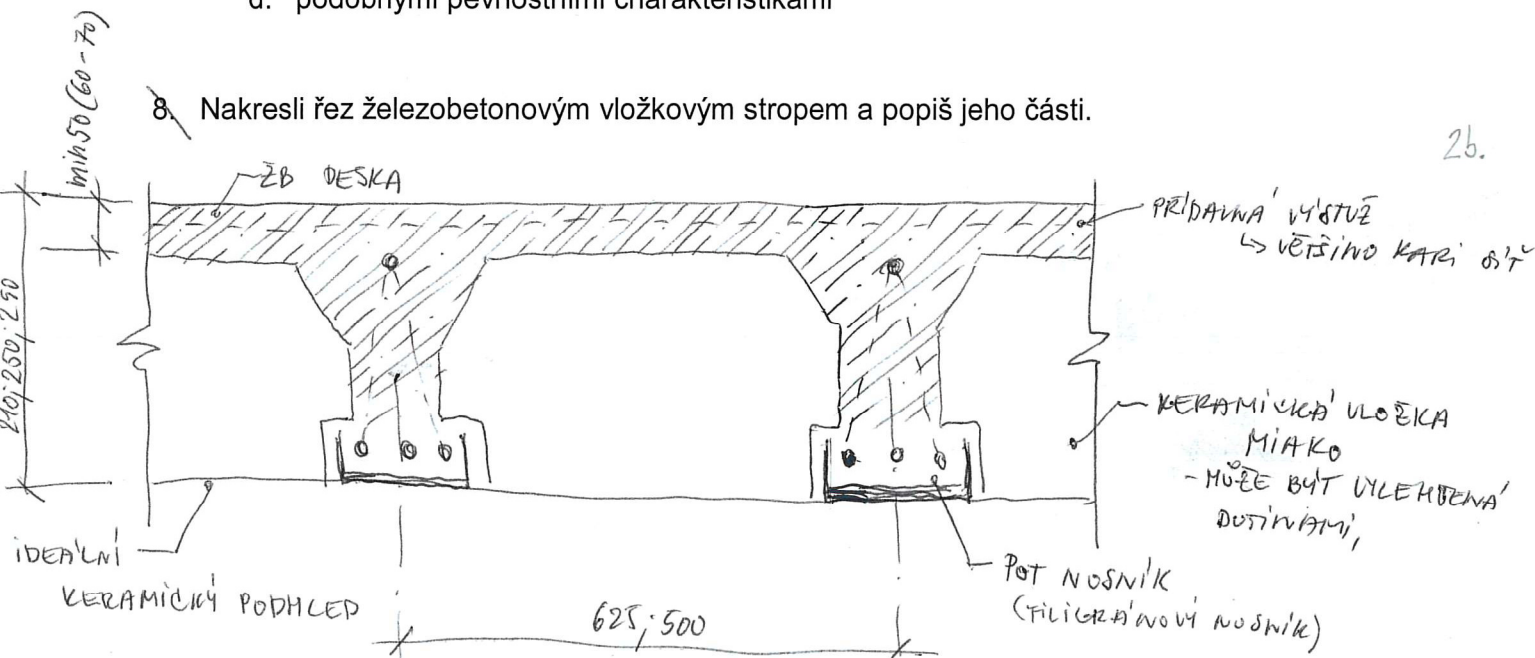 d. podobnými pevnostními charakteristikami
min 50 (60-70)
8. Nakresli řez železobetonovým vložkovým stropem a popiš jeho části.
2b.
ŽB DESKA
PŘÍDAVNÁ VÝSTUŽ
↳ VĚTŠINO KARI SÍŤ
210; 250; 290
KERAMICKÁ VLOŽKA
MIAKO
- MŮŽE BÝT VYLEHČENÁ
DUTINAMI,
IDEÁLNÍ
KERAMICKÝ PODHLED
POT NOSNÍK
(FILIGRÁNOVÝ NOSNÍK)
625; 500